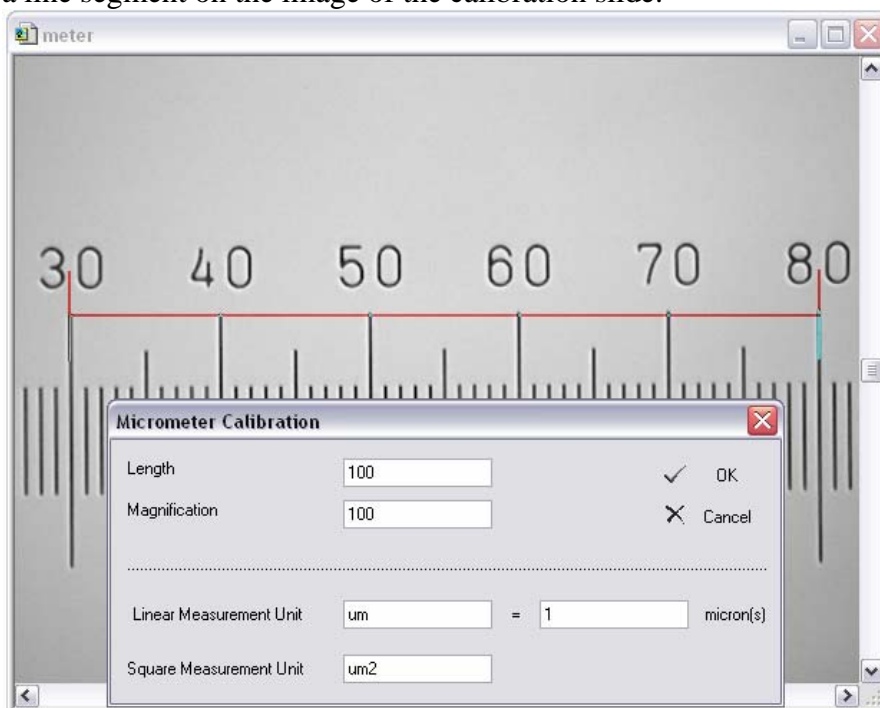 a line segment on the image of the calibration slide.
meter
30 40 50 60 70 80
Micrometer Calibration
Length 100 OK
Magnification 100 Cancel
Linear Measurement Unit um = 1 micron(s)
Square Measurement Unit um2